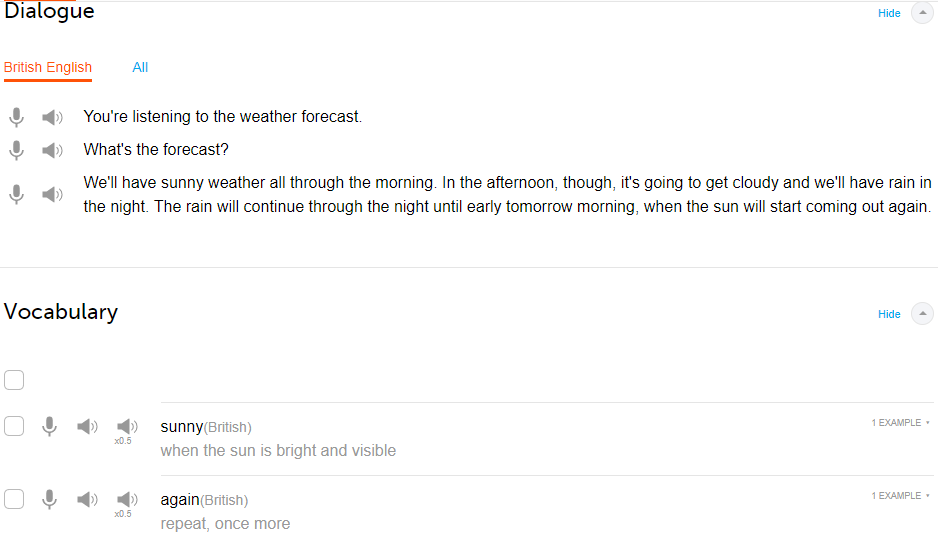 Dialogue
Hide
British English
All
You're listening to the weather forecast.
What's the forecast?
We'll have sunny weather all through the morning. In the afternoon, though, it's going to get cloudy and we'll have rain in
the night. The rain will continue through the night until early tomorrow morning, when the sun will start coming out again.
Vocabulary
Hide
sunny(British)
1 EXAMPLE
x0.5
when the sun is bright and visible
again(British)
1 EXAMPLE
x0.5
repeat, once more